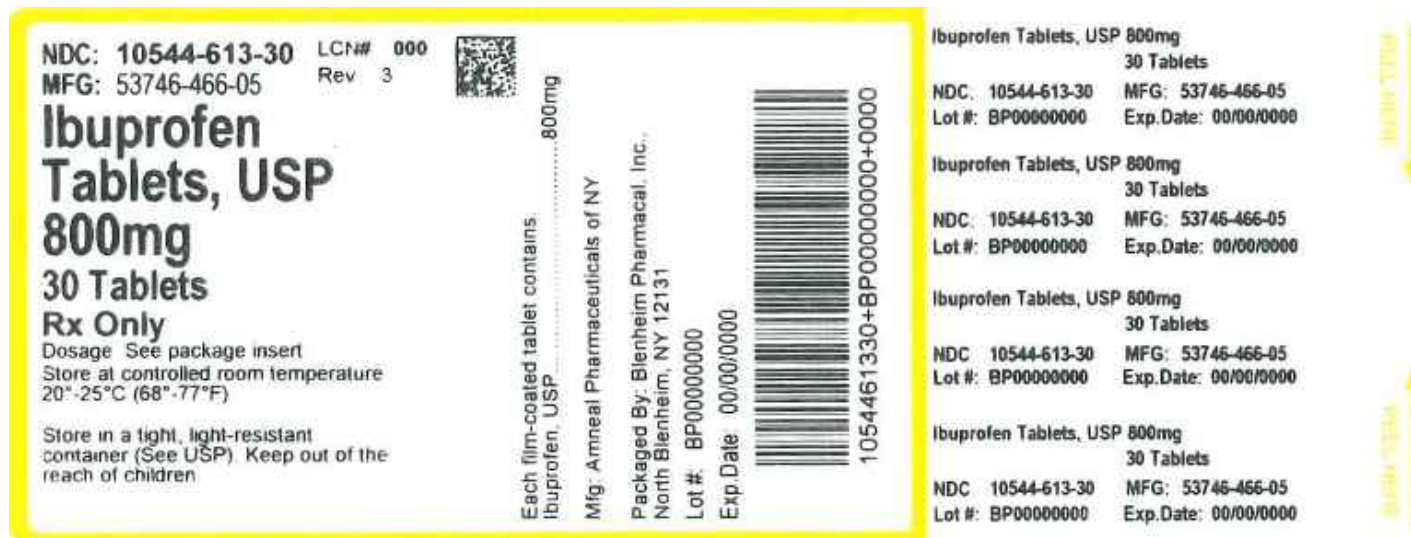 NDC: 10544-613-30 LCN# 000
MFG: 53746-466-05 Rev 3
Ibuprofen
Tablets, USP
800mg
30 Tablets
Rx Only
Dosage See package insert
Store at controlled room temperature
20°-25°C (68°-77°F)
Store in a tight, light-resistant
container (See USP). Keep out of the
reach of children
Each film-coated tablet contains.
Ibuprofen, USP..............................800mg
Mfg: Amneal Pharmaceuticals of NY
Packaged By: Blenheim Pharmacal, Inc.,
North Blenheim, NY 12131
Lot #: BP00000000
Exp.Date: 00/00/0000
1054461330+BP00000000+0000
Ibuprofen Tablets, USP 800mg
30 Tablets
NDC. 10544-613-30 MFG: 53746-466-05
Lot #: BP00000000 Exp.Date: 00/00/0000
Ibuprofen Tablets, USP 800mg
30 Tablets
NDC. 10544-613-30 MFG: 53746-466-05
Lot #: BP00000000 Exp.Date: 00/00/0000
Ibuprofen Tablets, USP 800mg
30 Tablets
NDC 10544-613-30 MFG: 53746-466-05
Lot #: BP00000000 Exp.Date: 00/00/0000
Ibuprofen Tablets, USP 800mg
30 Tablets
NDC 10544-613-30 MFG: 53746-466-05
Lot #: BP00000000 Exp.Date: 00/00/0000
PEEL HERE
PEEL HERE